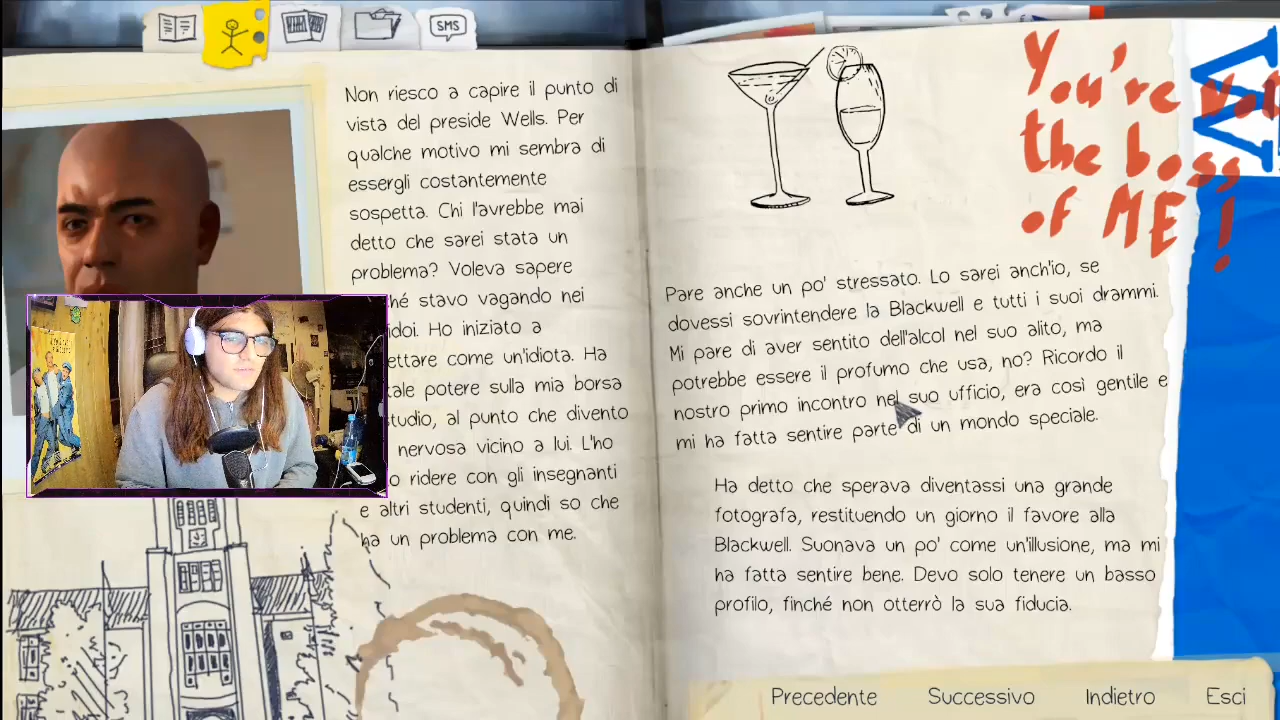 SMS
Non riesco a capire il punto di
vista del preside Wells. Per
qualche motivo mi sembra di
essergli costantemente
sospetta. Chi l'avrebbe mai
detto che sarei stata un
problema? Voleva sapere
hé stavo vagando nei
idoi. Ho iniziato a
ettare come un'idiota. Ha
ale potere sulla mia borsa
tudio, al punto che divento
nervosa vicino a lui. L'ho
o ridere con gli insegnanti
e altri studenti, quindi so che
ha un problema con me.
Pare anche un po' stressato. Lo sarei anch'io, se
dovessi sovrintendere la Blackwell e tutti i suoi drammi.
Mi pare di aver sentito dell'alcol nel suo alito, ma
potrebbe essere il profumo che usa, no? Ricordo il
nostro primo incontro nel suo ufficio, era così gentile e
mi ha fatta sentire parte di un mondo speciale.
Ha detto che sperava diventassi una grande
fotografa, restituendo un giorno il favore alla
Blackwell. Suonava un po' come un'illusione, ma mi
ha fatta sentire bene. Devo solo tenere un basso
profilo, finché non otterrò la sua fiducia.
You're
the boss
of ME!
W
Precedente Successivo Indietro Esci